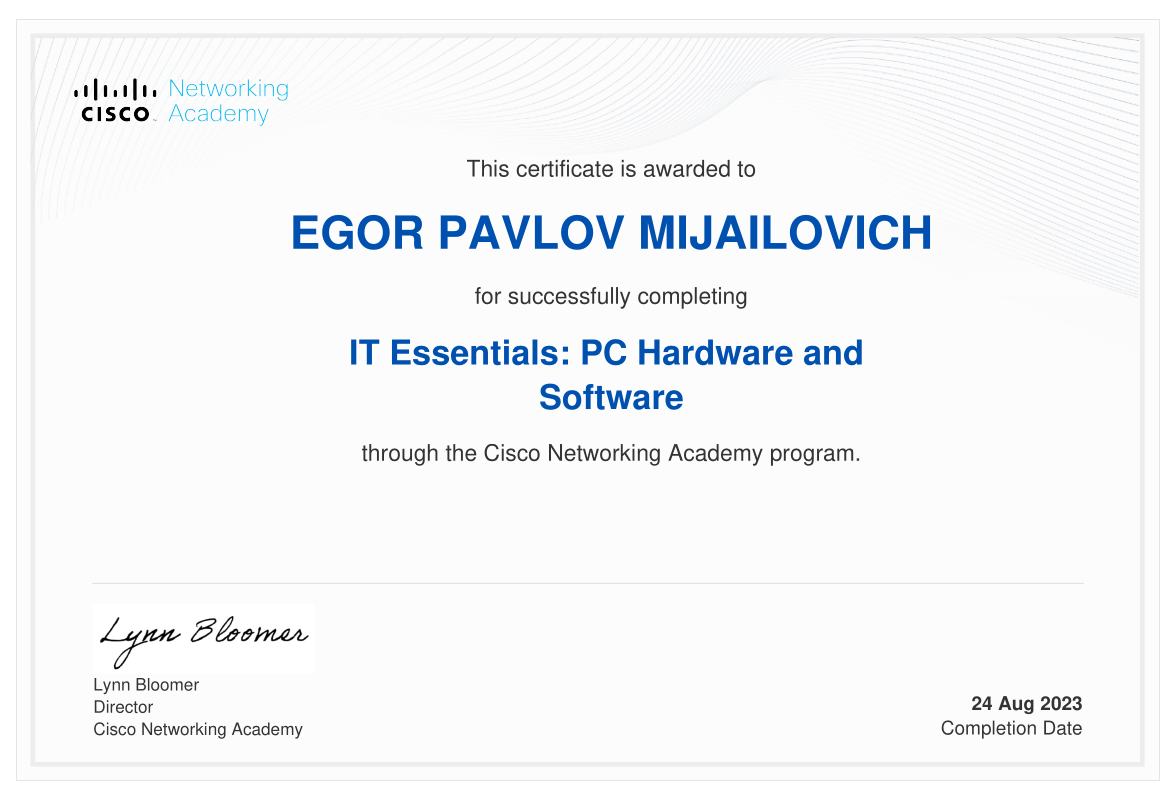 CISCO
Networking
Academy
This certificate is awarded to
EGOR PAVLOV MIJAILOVICH
for successfully completing
IT Essentials: PC Hardware and
Software
through the Cisco Networking Academy program.
Lynn Bloomer
Lynn Bloomer
Director
Cisco Networking Academy
24 Aug 2023
Completion Date